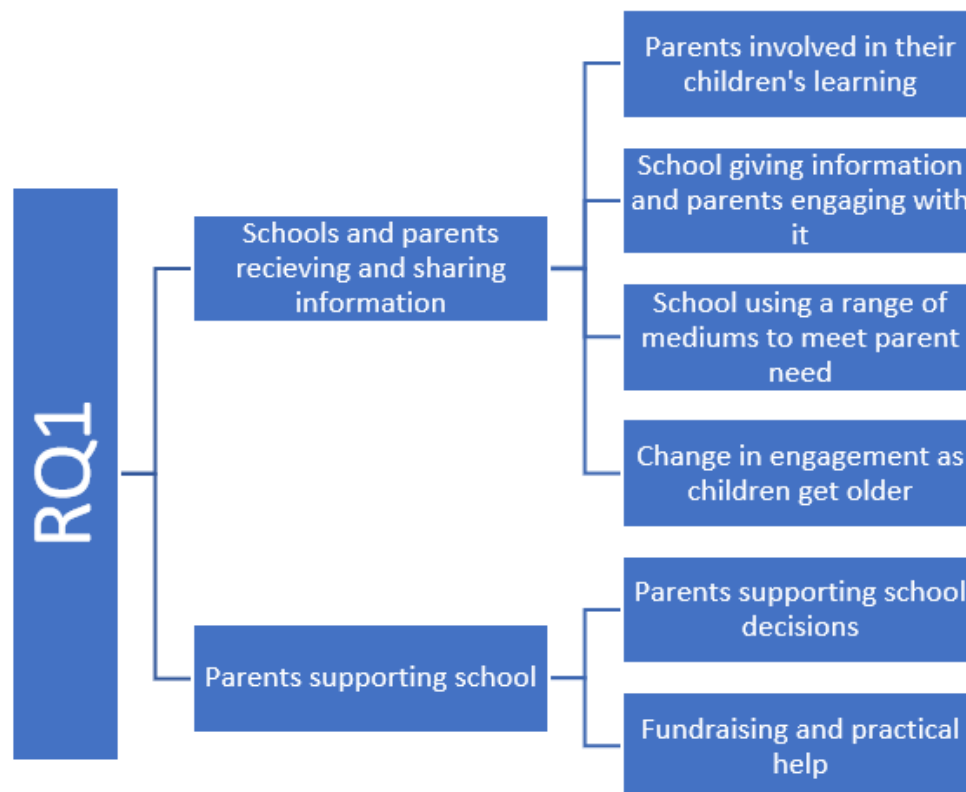 RQ1
Schools and parents
recieving and sharing
information
Parents involved in their
children's learning
School giving information
and parents engaging with
it
School using a range of
mediums to meet parent
need
Change in engagement as
children get older
Parents supporting school
Parents supporting school
decisions
Fundraising and practical
help